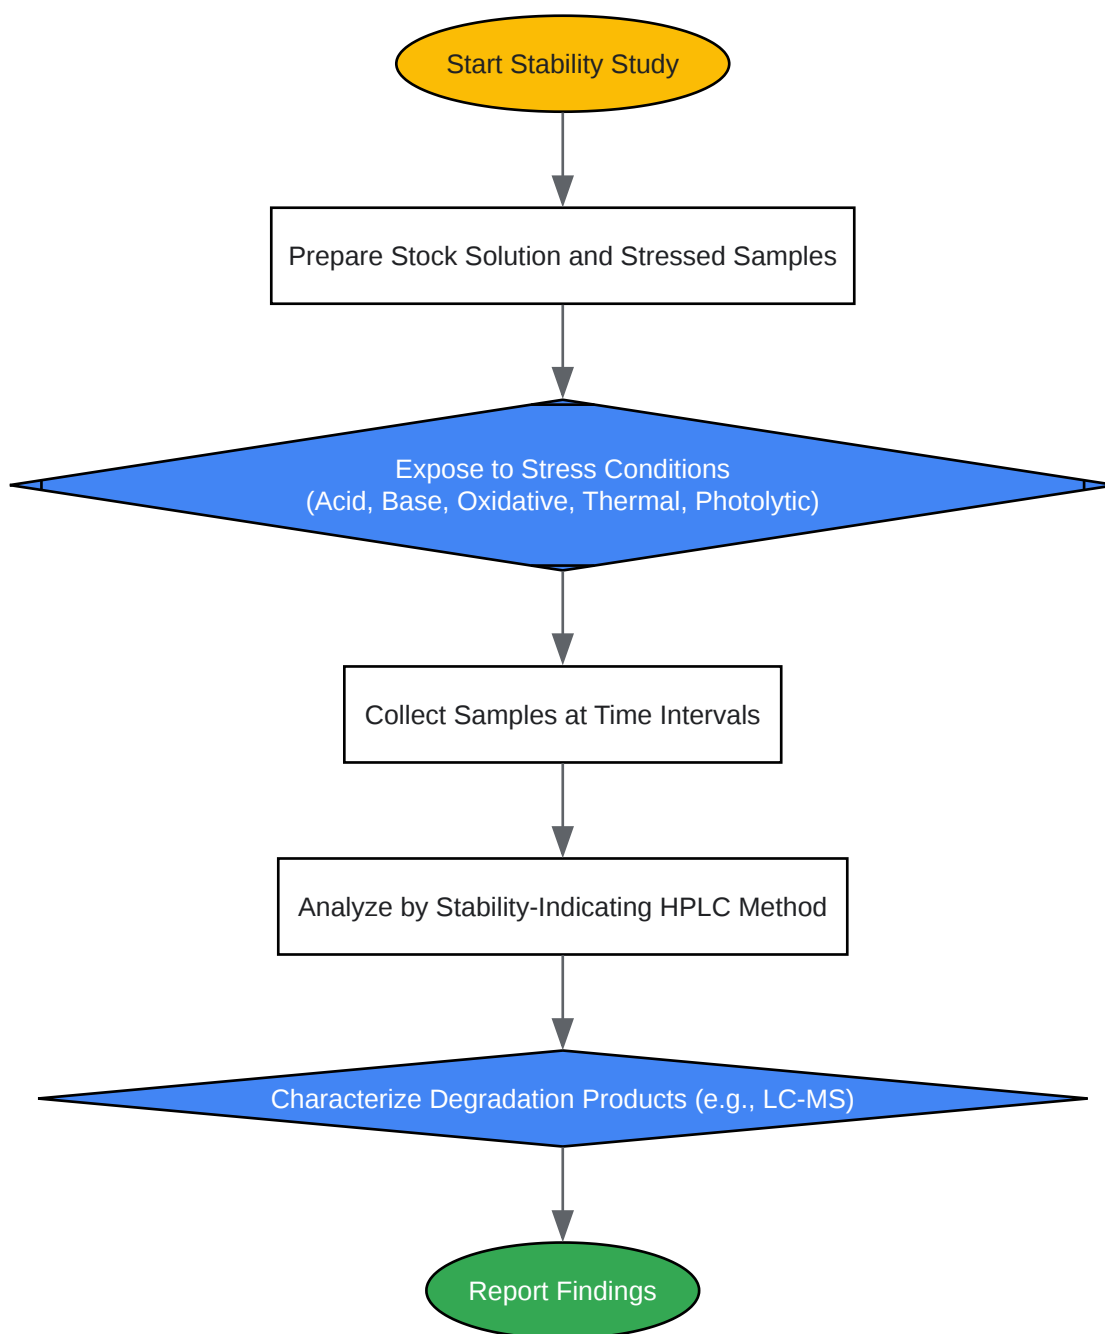 Start Stability Study
Prepare Stock Solution and Stressed Samples
Expose to Stress Conditions
(Acid, Base, Oxidative, Thermal, Photolytic)
Collect Samples at Time Intervals
Analyze by Stability-Indicating HPLC Method
Characterize Degradation Products (e.g., LC-MS)
Report Findings